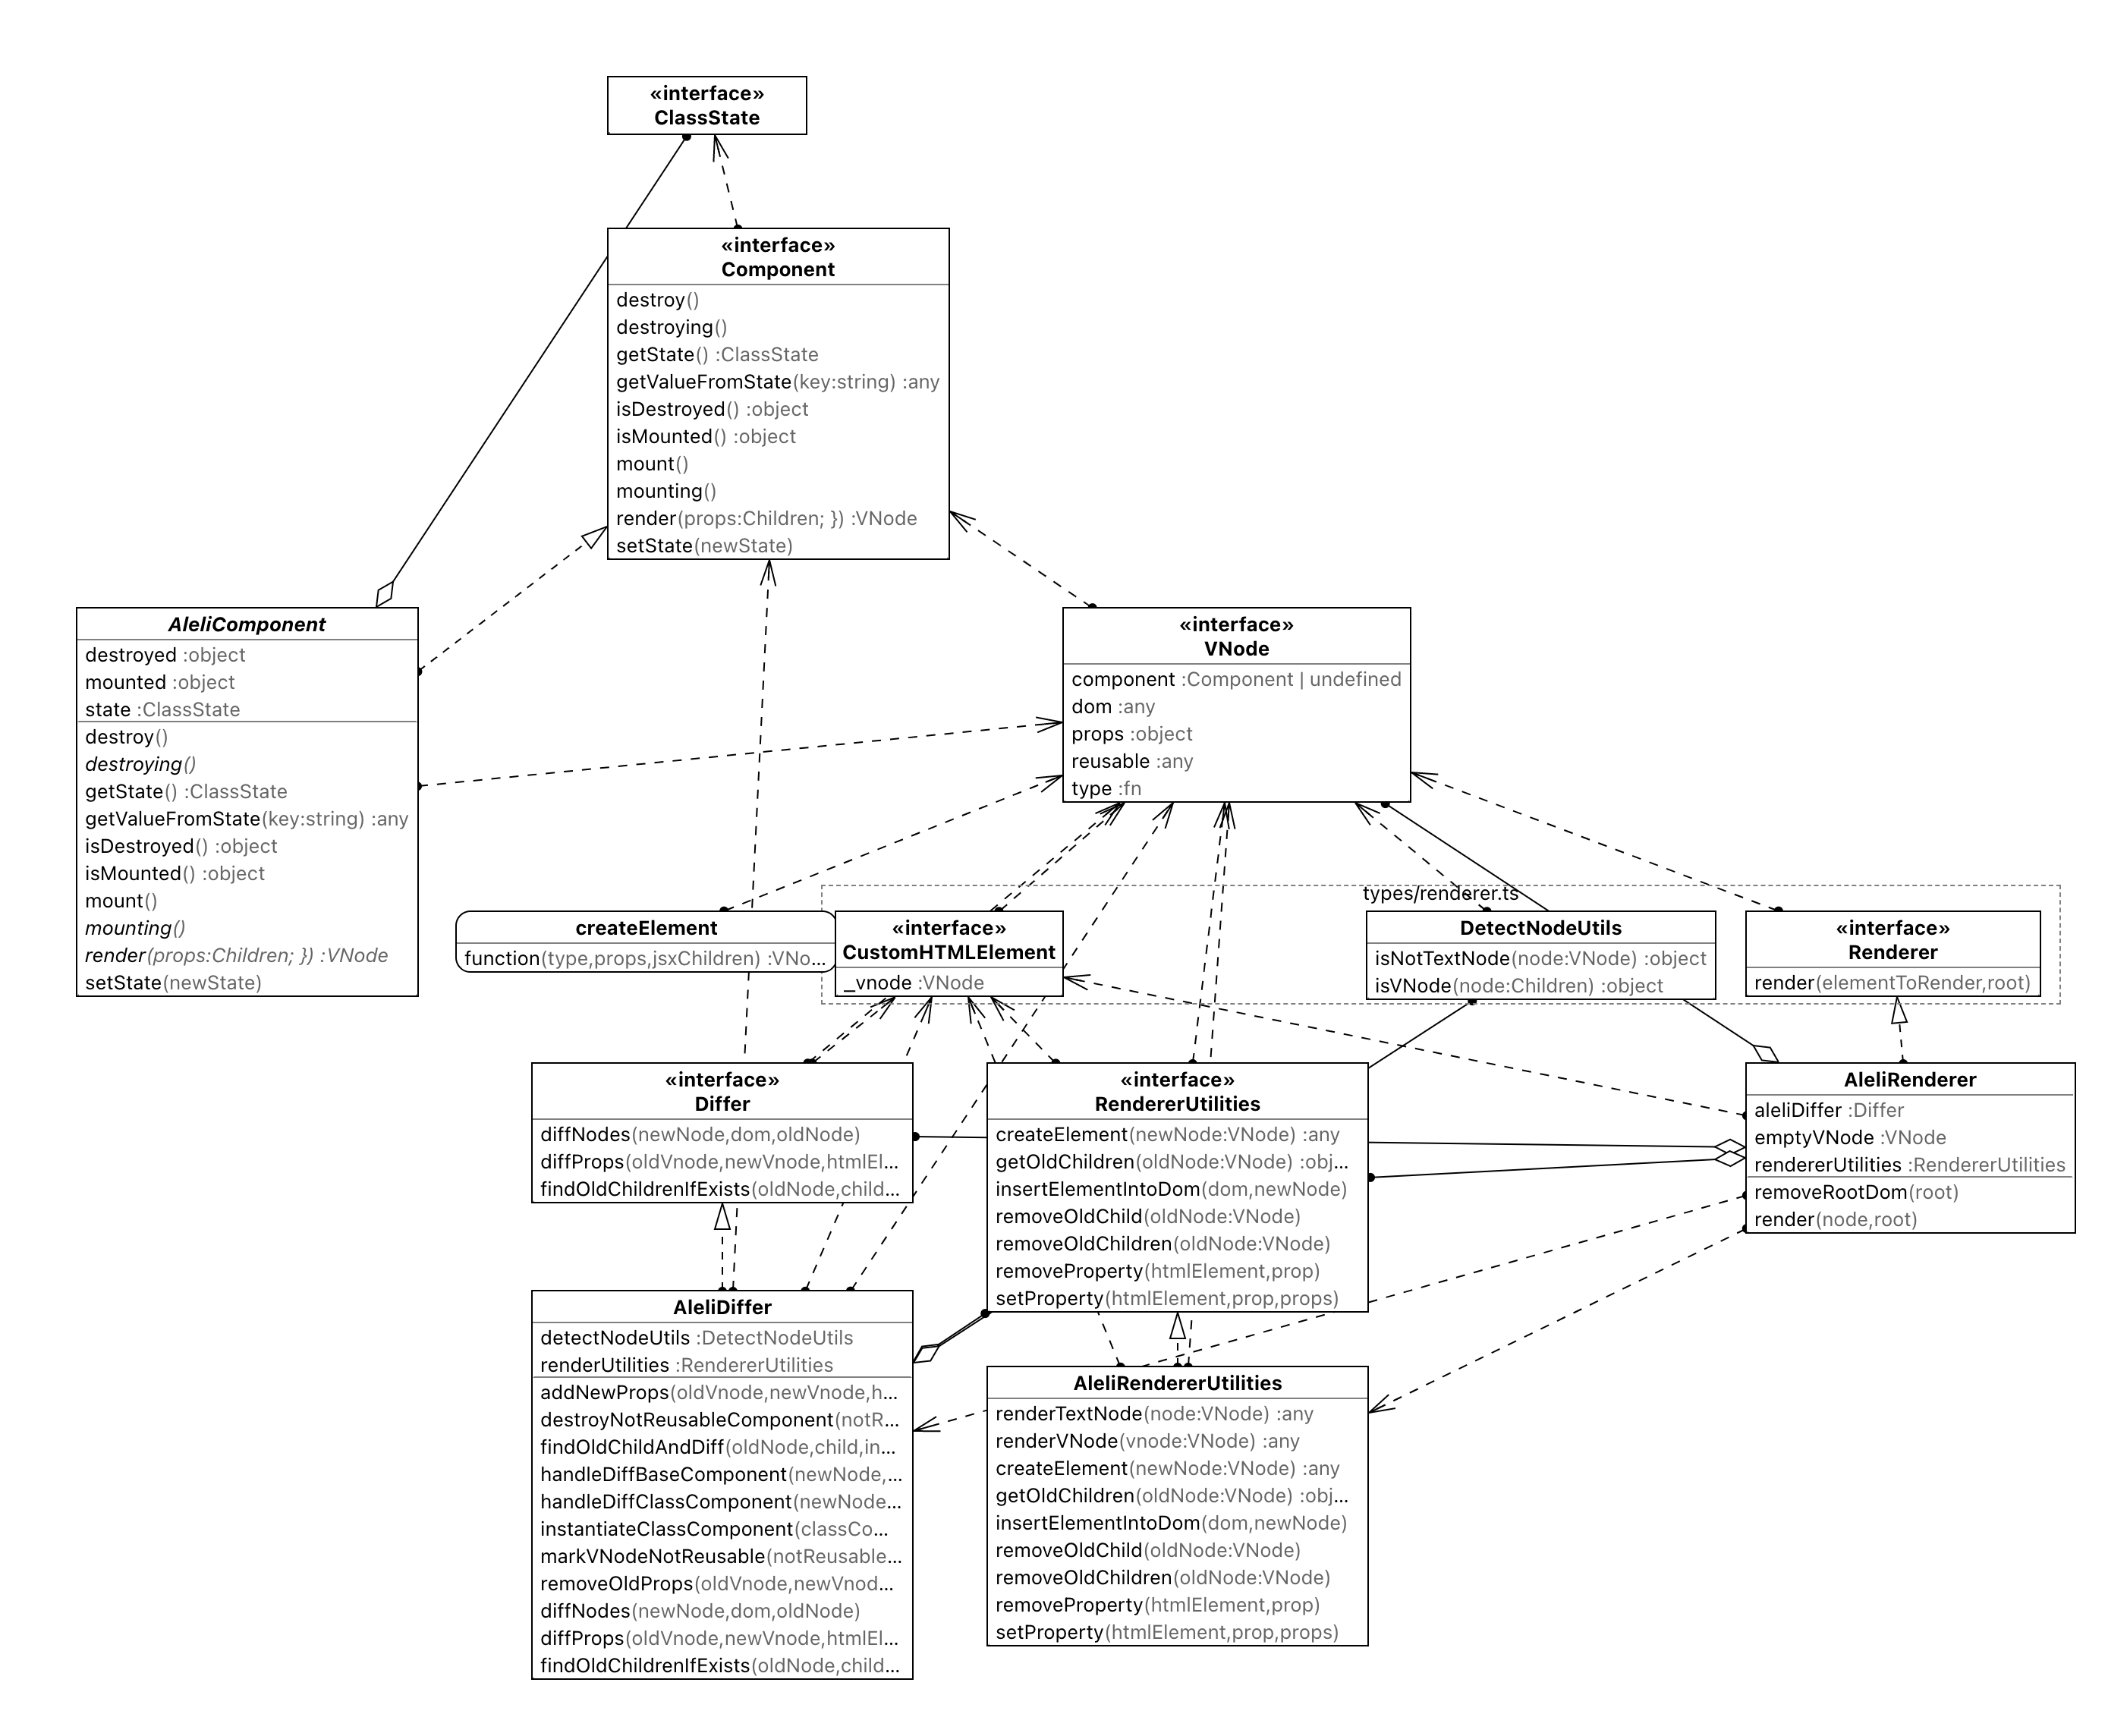 «interface»
ClassState
«interface»
Component
destroy()
destroying()
getState() :ClassState
getValueFromState(key:string) :any
isDestroyed() :object
isMounted() :object
mount()
mounting()
render(props:Children; }) :VNode
setState(newState)
AleliComponent
destroyed :object
mounted :object
state :ClassState
destroy()
destroying()
getState() :ClassState
getValueFromState(key:string) :any
isDestroyed() :object
isMounted() :object
mount()
mounting()
render(props:Children; }) :VNode
setState(newState)
«interface»
VNode
component :Component | undefined
dom :any
props :object
reusable :any
type :fn
types/renderer.ts
createElement
function(type,props,jsxChildren) :VNo...
«interface»
CustomHTMLElement
_vnode :VNode
DetectNodeUtils
isNotTextNode(node:VNode) :object
isVNode(node:Children) :object
«interface»
Renderer
render(elementToRender,root)
«interface»
Differ
diffNodes(newNode,dom,oldNode)
diffProps(oldVnode,newVnode,htmlEl...
findOldChildrenIfExists(oldNode,child...
«interface»
RendererUtilities
createElement(newNode:VNode) :any
getOldChildren(oldNode:VNode) :obj...
insertElementIntoDom(dom,newNode)
removeOldChild(oldNode:VNode)
removeOldChildren(oldNode:VNode)
removeProperty(htmlElement,prop)
setProperty(htmlElement,prop,props)
AleliRenderer
aleliDiffer :Differ
emptyVNode :VNode
rendererUtilities :RendererUtilities
removeRootDom(root)
render(node,root)
AleliDiffer
detectNodeUtils :DetectNodeUtils
renderUtilities :RendererUtilities
addNewProps(oldVnode,newVnode,h...
destroyNotReusableComponent(notR...
findOldChildAndDiff(oldNode,child,in...
handleDiffBaseComponent(newNode,...
handleDiffClassComponent(newNode...
instantiateClassComponent(classCo...
markVNodeNotReusable(notReusable...
removeOldProps(oldVnode,newVnod...
diffNodes(newNode,dom,oldNode)
diffProps(oldVnode,newVnode,htmlEl...
findOldChildrenIfExists(oldNode,child...
AleliRendererUtilities
renderTextNode(node:VNode) :any
renderVNode(vnode:VNode) :any
createElement(newNode:VNode) :any
getOldChildren(oldNode:VNode) :obj...
insertElementIntoDom(dom,newNode)
removeOldChild(oldNode:VNode)
removeOldChildren(oldNode:VNode)
removeProperty(htmlElement,prop)
setProperty(htmlElement,prop,props)